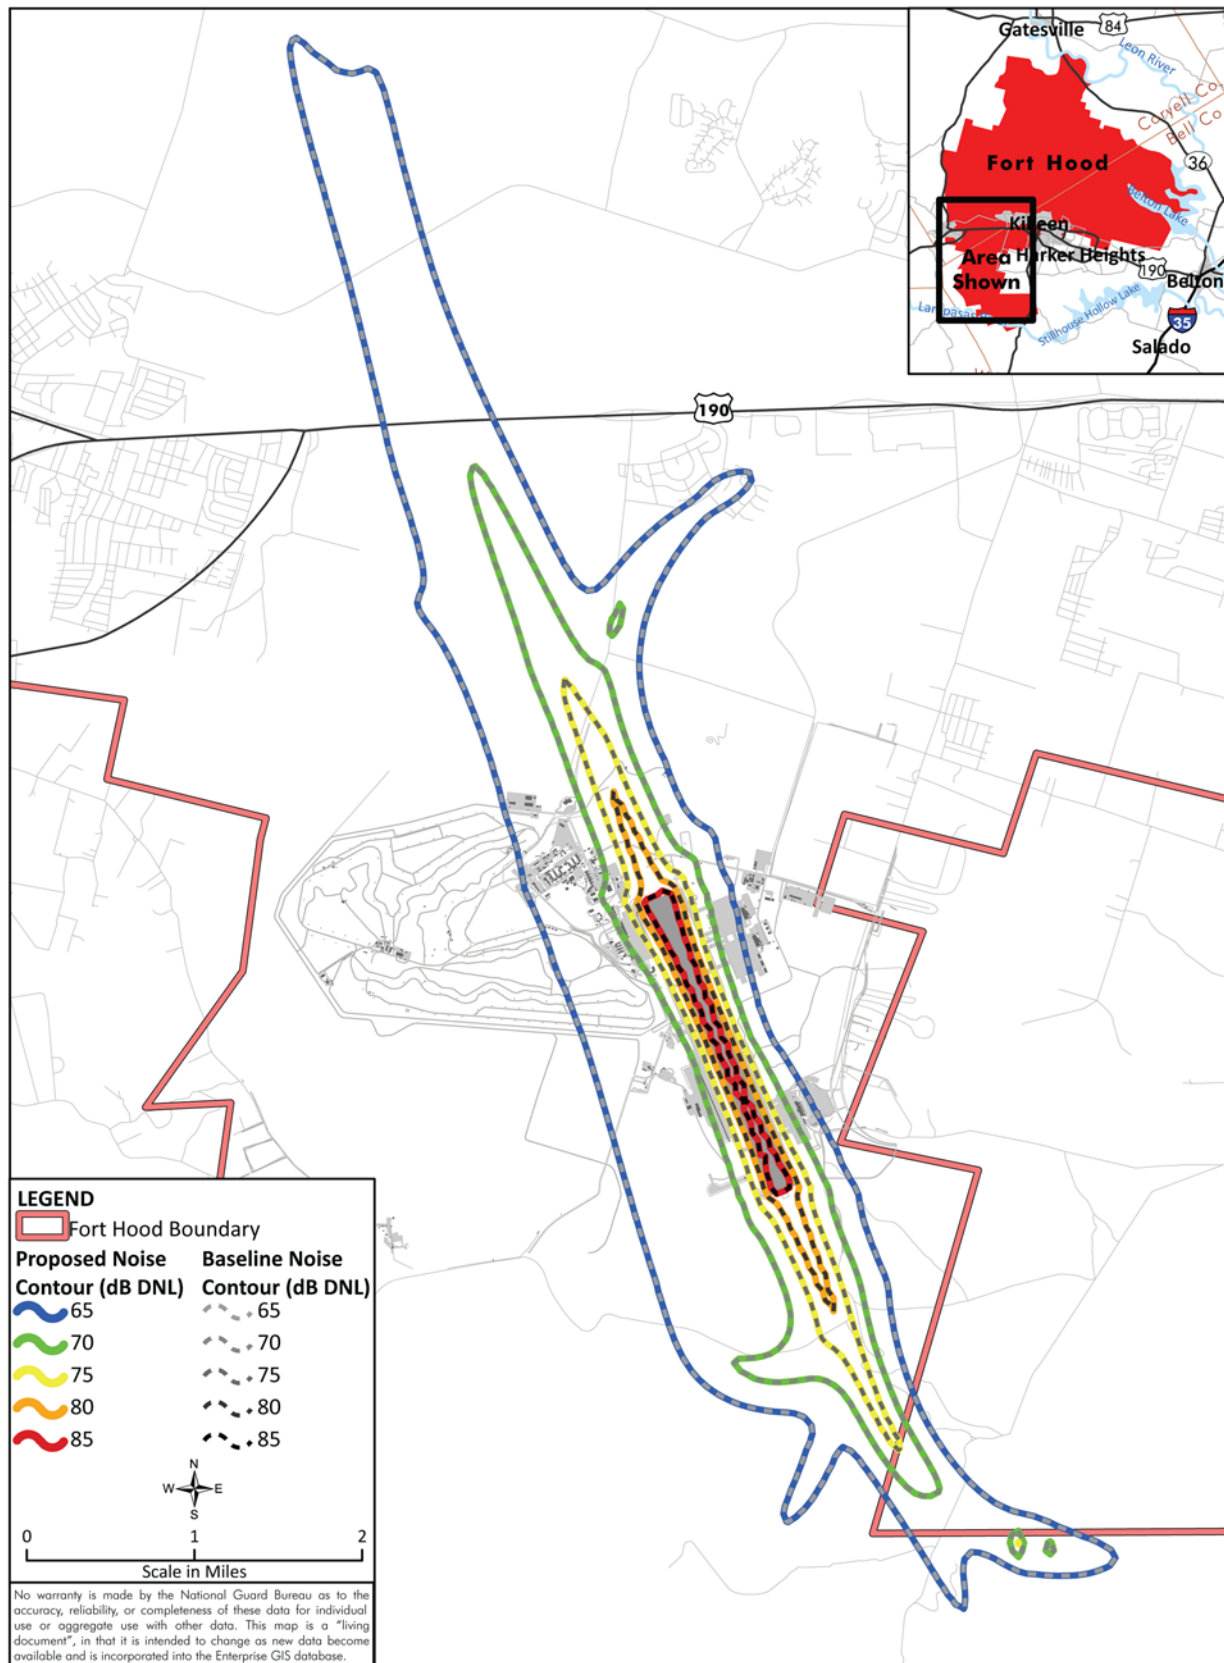 Gatesville
84
Leon River
Coryell Co.
Bell Co
Fort Hood
36
Belton Lake
Killeen
Area
Harker Heights
Shown
190
Belton
Stillhouse Hollow Lake
35
Salado
190
LEGEND
Fort Hood Boundary
Proposed Noise
Contour (dB DNL)
Baseline Noise
Contour (dB DNL)
65
65
70
70
75
75
80
80
85
85
N
W
E
S
0
1
2
Scale in Miles
No warranty is made by the National Guard Bureau as to the
accuracy, reliability, or completeness of these data for individual
use or aggregate use with other data. This map is a "living
document", in that it is intended to change as new data become
available and is incorporated into the Enterprise GIS database.